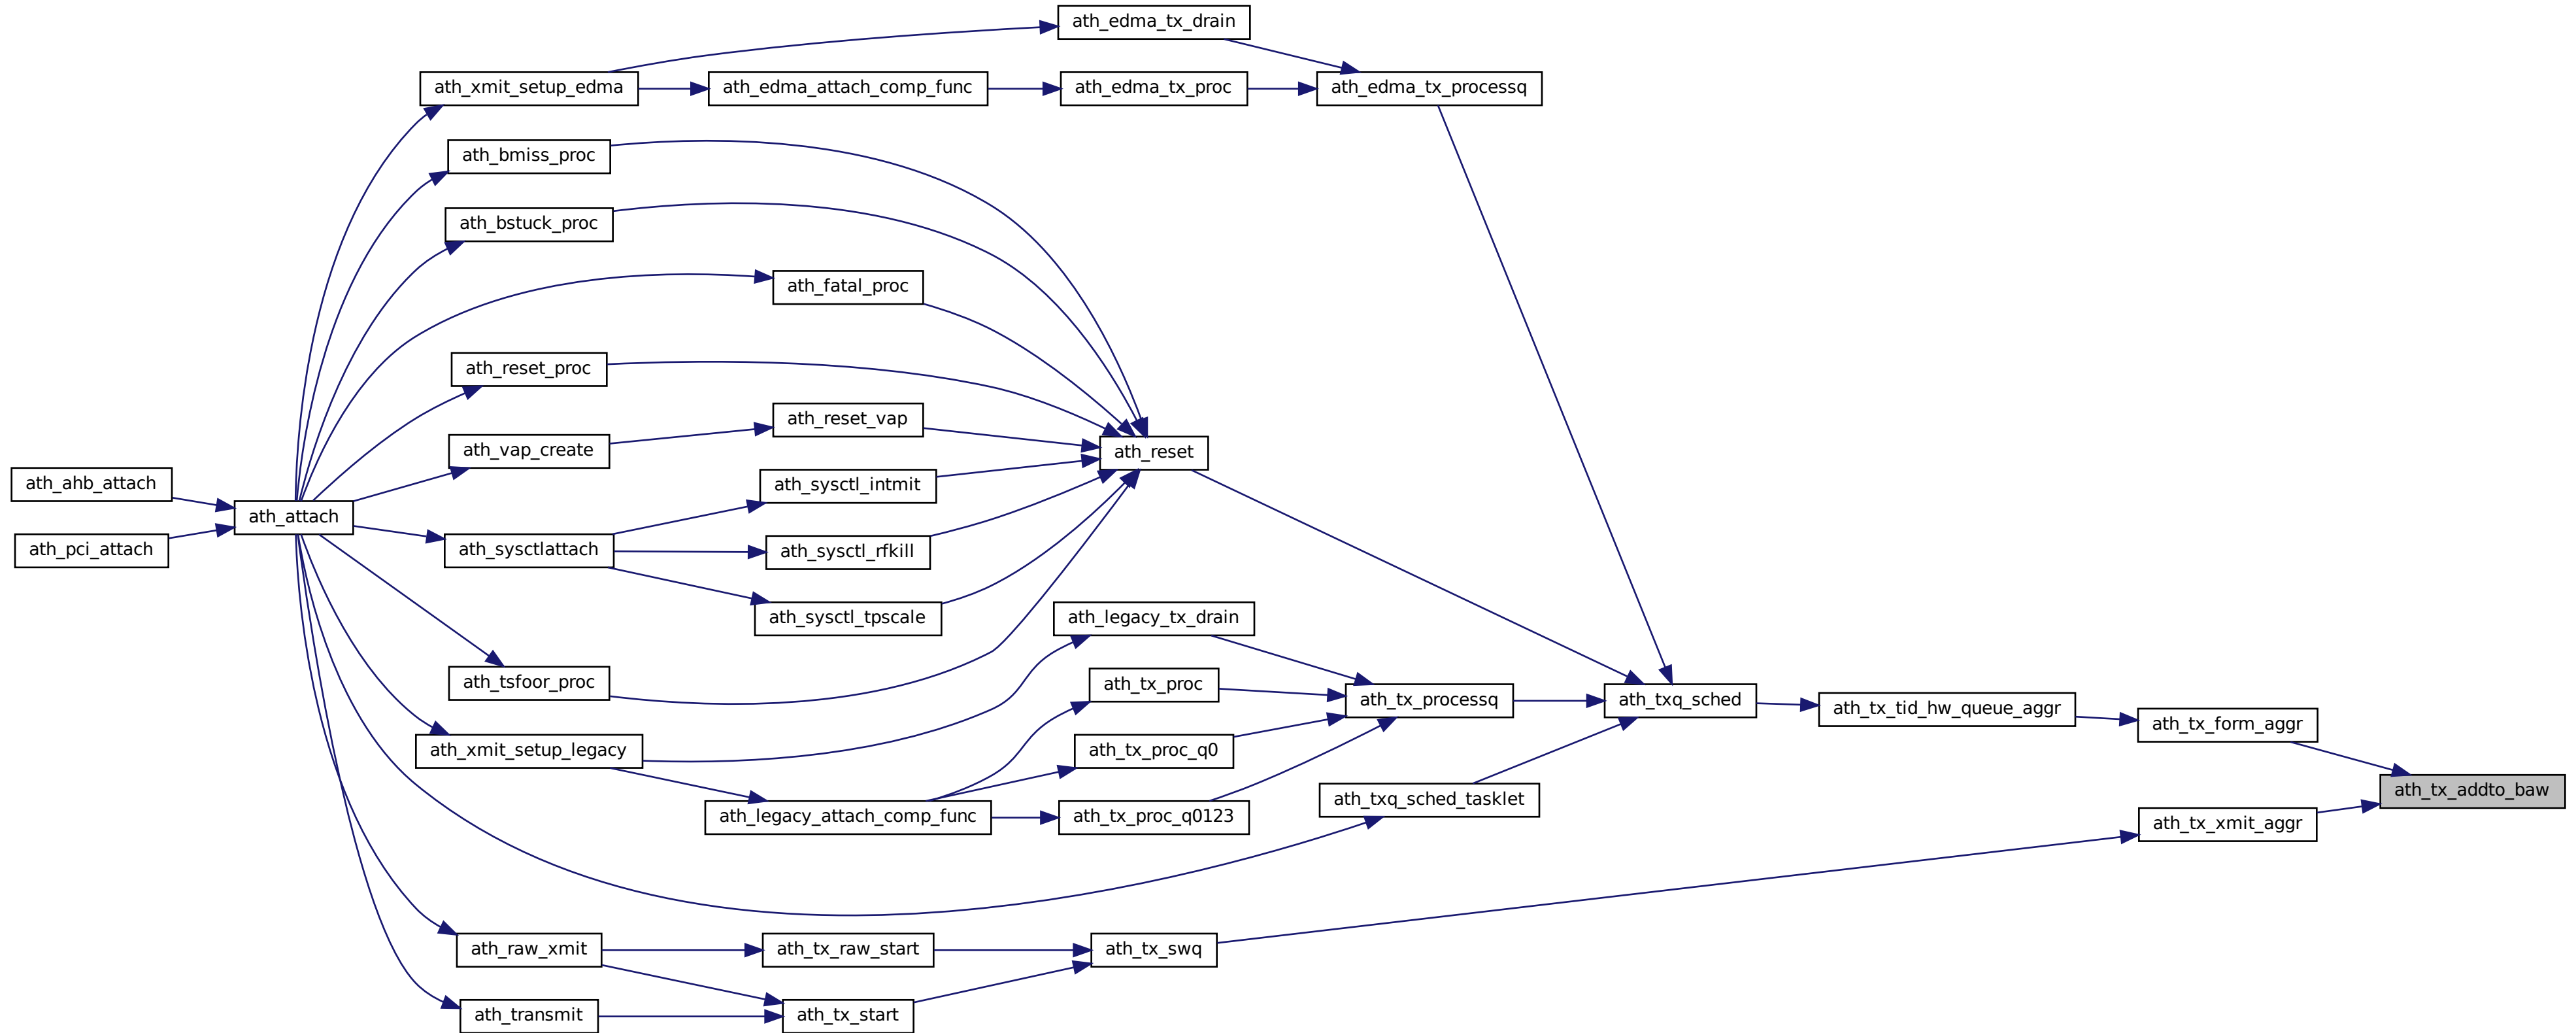 ath_edma_tx_drain
ath_xmit_setup_edma
ath_edma_attach_comp_func
ath_edma_tx_proc
ath_edma_tx_processq
ath_bmiss_proc
ath_bstuck_proc
ath_fatal_proc
ath_reset_proc
ath_reset_vap
ath_vap_create
ath_reset
ath_ahb_attach
ath_sysctl_intmit
ath_attach
ath_pci_attach
ath_sysctlattach
ath_sysctl_rfkill
ath_sysctl_tpscale
ath_legacy_tx_drain
ath_tsfoor_proc
ath_tx_proc
ath_tx_processq
ath_txq_sched
ath_tx_tid_hw_queue_aggr
ath_tx_form_aggr
ath_xmit_setup_legacy
ath_tx_proc_q0
ath_tx_addto_baw
ath_txq_sched_tasklet
ath_legacy_attach_comp_func
ath_tx_proc_q0123
ath_tx_xmit_aggr
ath_raw_xmit
ath_tx_raw_start
ath_tx_swq
ath_transmit
ath_tx_start